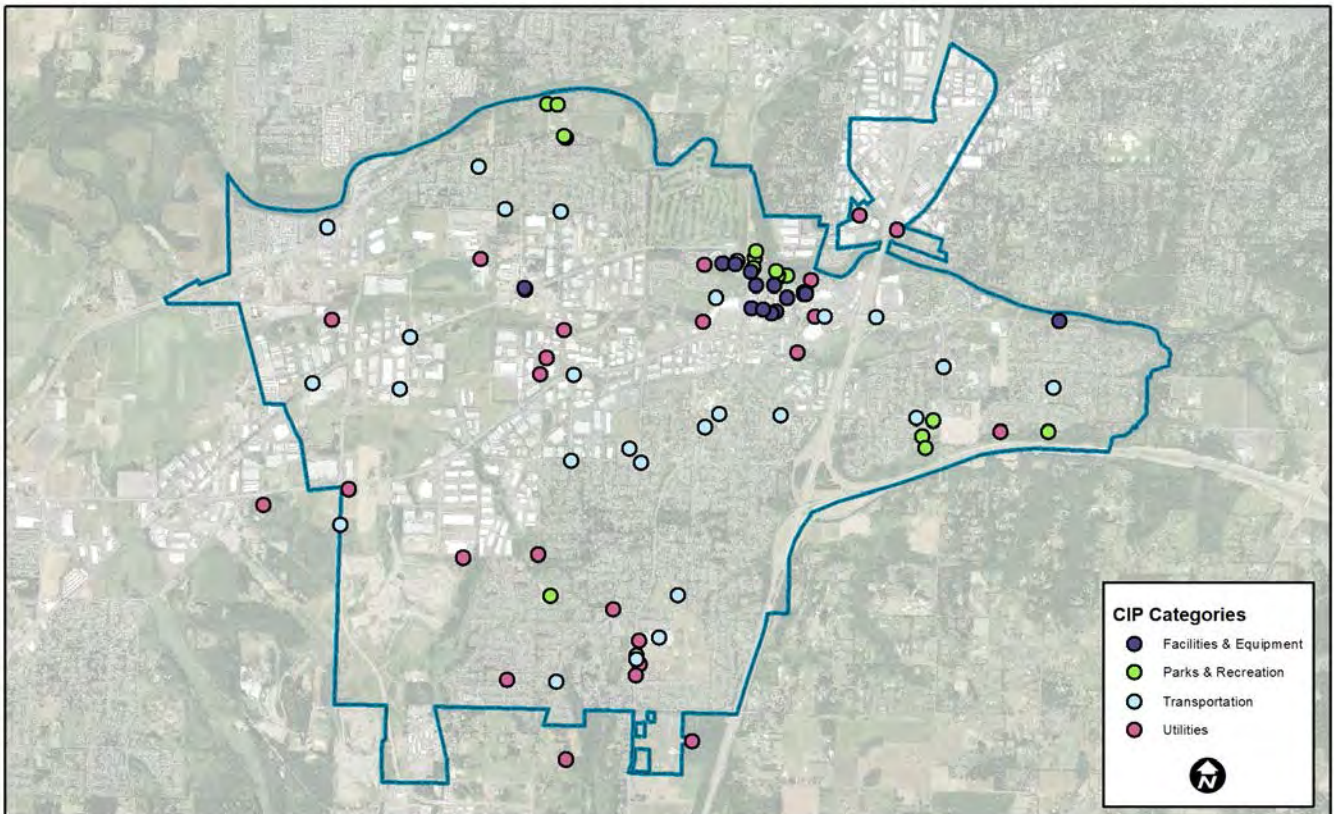 CIP Categories
Facilities & Equipment
Parks & Recreation
Transportation
Utilities
N